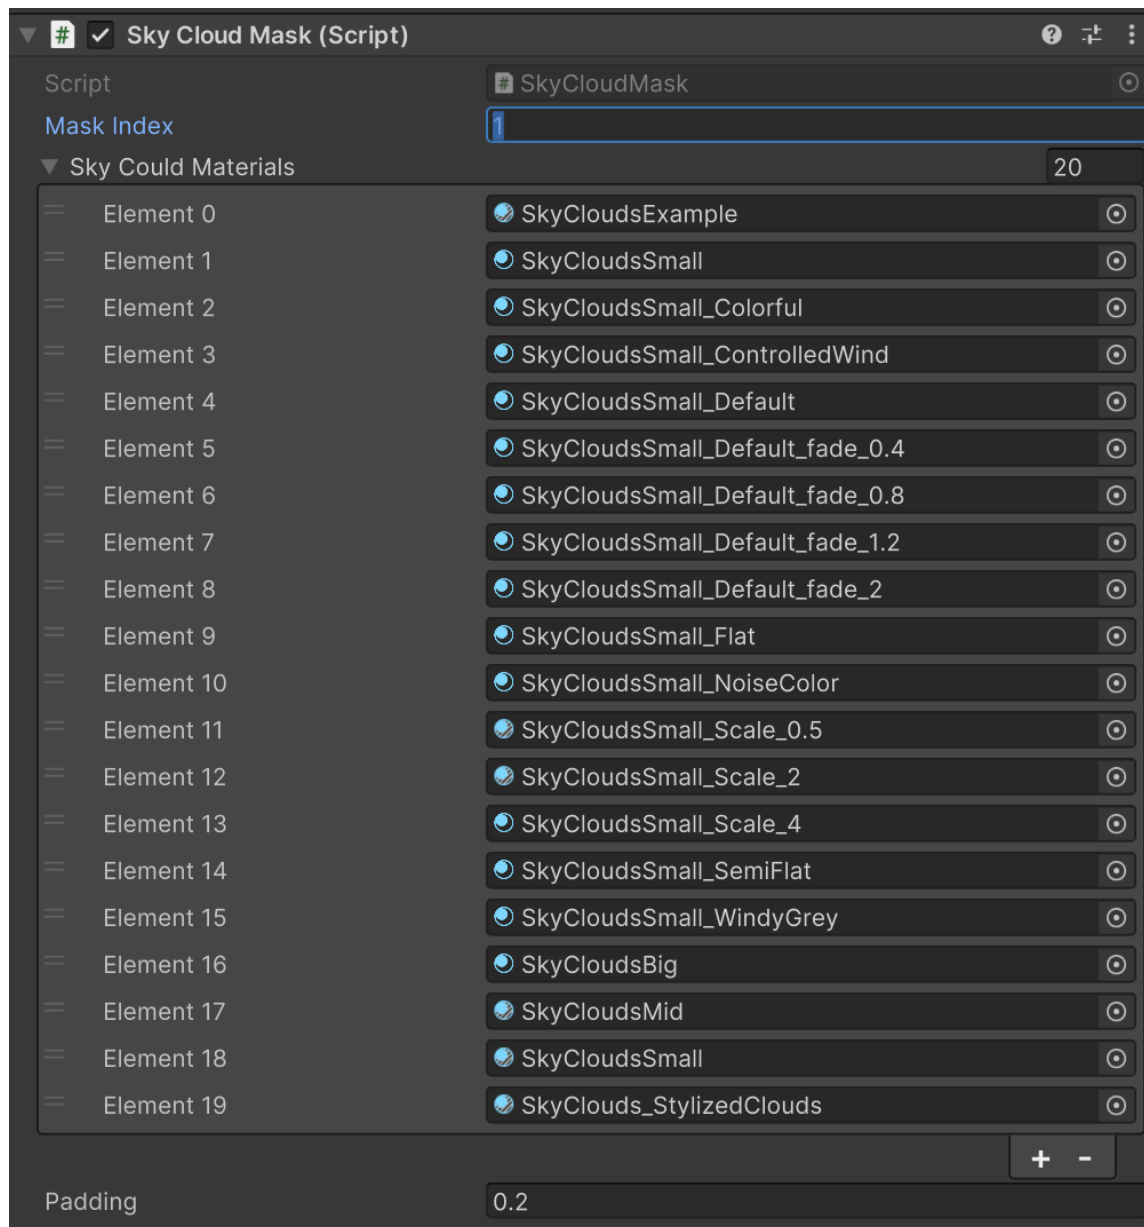 Sky Cloud Mask (Script)
Script # SkyCloudMask
Mask Index 1
Sky Could Materials 20
Element 0 SkyCloudsExample
Element 1 SkyCloudsSmall
Element 2 SkyCloudsSmall_Colorful
Element 3 SkyCloudsSmall_ControlledWind
Element 4 SkyCloudsSmall_Default
Element 5 SkyCloudsSmall_Default_fade_0.4
Element 6 SkyCloudsSmall_Default_fade_0.8
Element 7 SkyCloudsSmall_Default_fade_1.2
Element 8 SkyCloudsSmall_Default_fade_2
Element 9 SkyCloudsSmall_Flat
Element 10 SkyCloudsSmall_NoiseColor
Element 11 SkyCloudsSmall_Scale_0.5
Element 12 SkyCloudsSmall_Scale_2
Element 13 SkyCloudsSmall_Scale_4
Element 14 SkyCloudsSmall_SemiFlat
Element 15 SkyCloudsSmall_WindyGrey
Element 16 SkyCloudsBig
Element 17 SkyCloudsMid
Element 18 SkyCloudsSmall
Element 19 SkyClouds_StylizedClouds
+ -
Padding 0.2